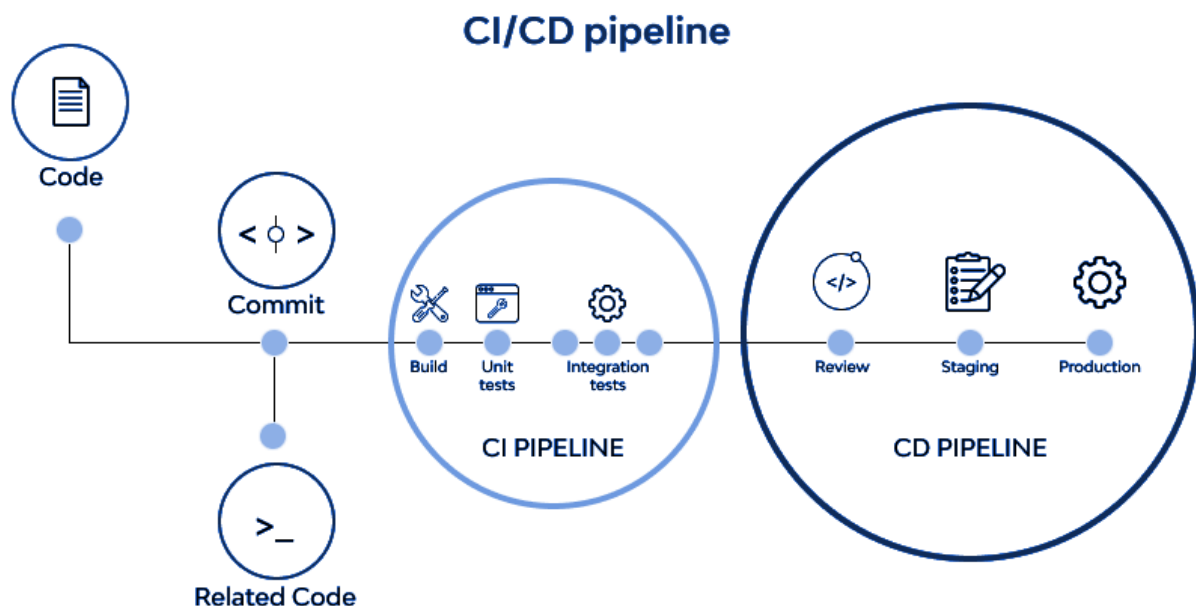 CI/CD pipeline
Code
< >
Commit
>_
Related Code
Build
Unit
tests
Integration
tests
CI PIPELINE
</>
Review
Staging
Production
CD PIPELINE